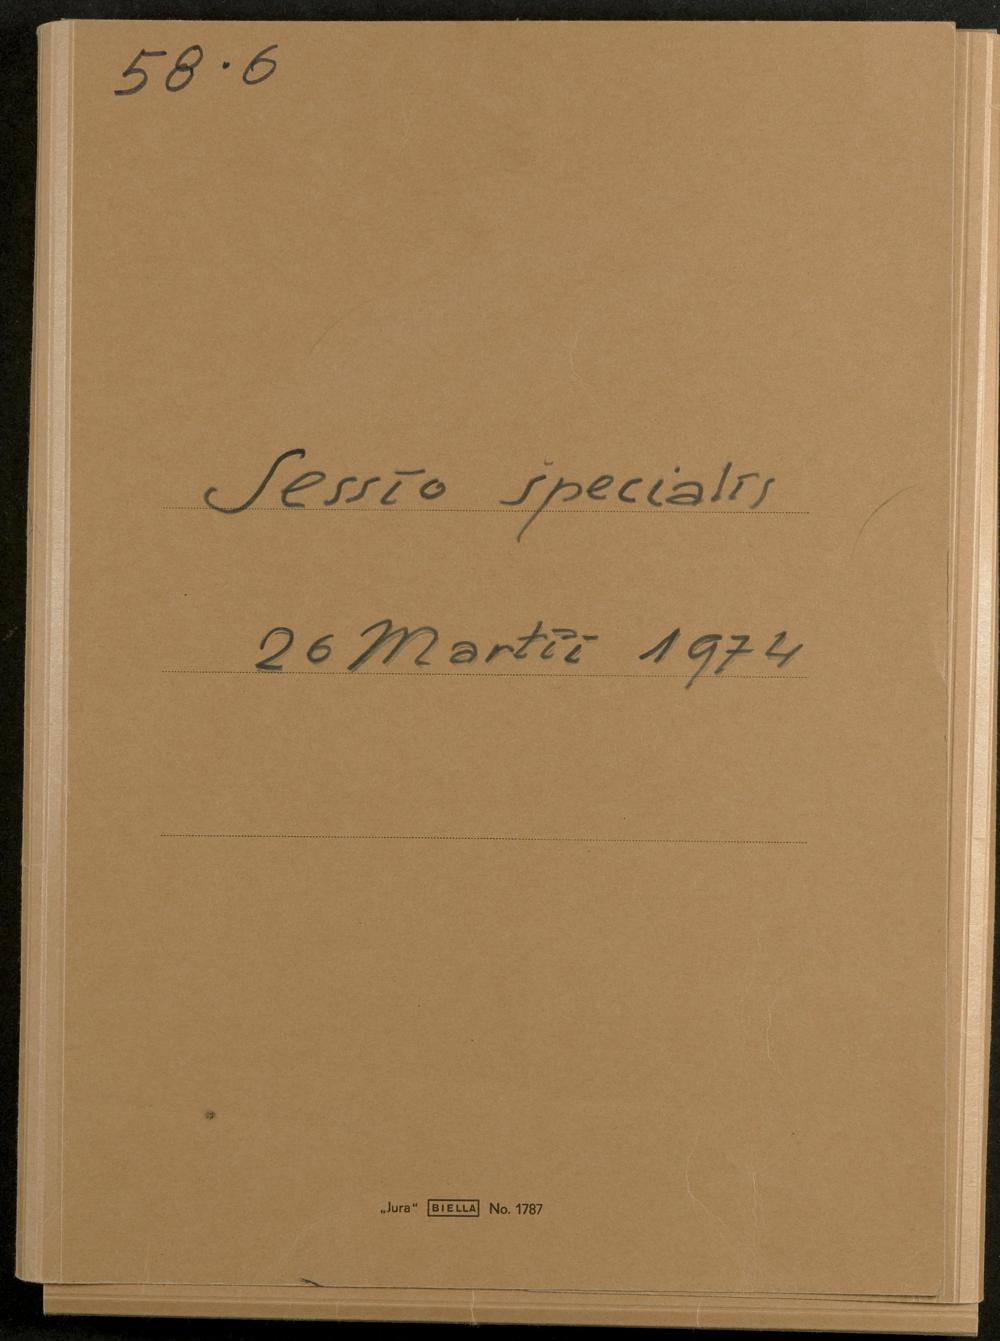 58.6
Sessio specialis
26 Martii 1974
„Jura“ BIELLA No. 1787